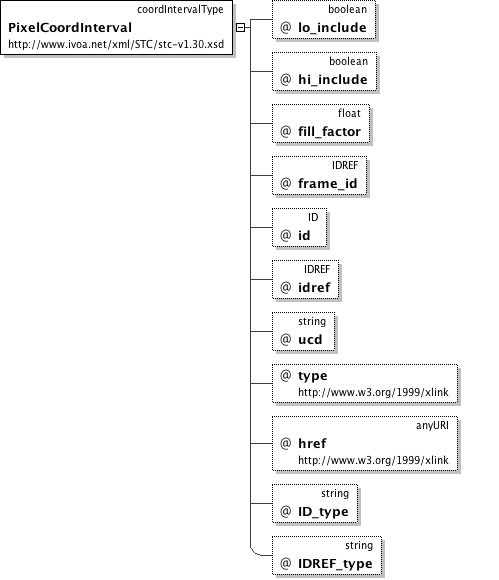 coordIntervalType
PixelCoordInterval
http://www.ivoa.net/xml/STC/stc-v1.30.xsd
boolean
@ lo_include
boolean
@ hi_include
float
@ fill_factor
IDREF
@ frame_id
ID
@ id
IDREF
@ idref
string
@ ucd
@ type
http://www.w3.org/1999/xlink
anyURI
@ href
http://www.w3.org/1999/xlink
string
@ ID_type
string
@ IDREF_type